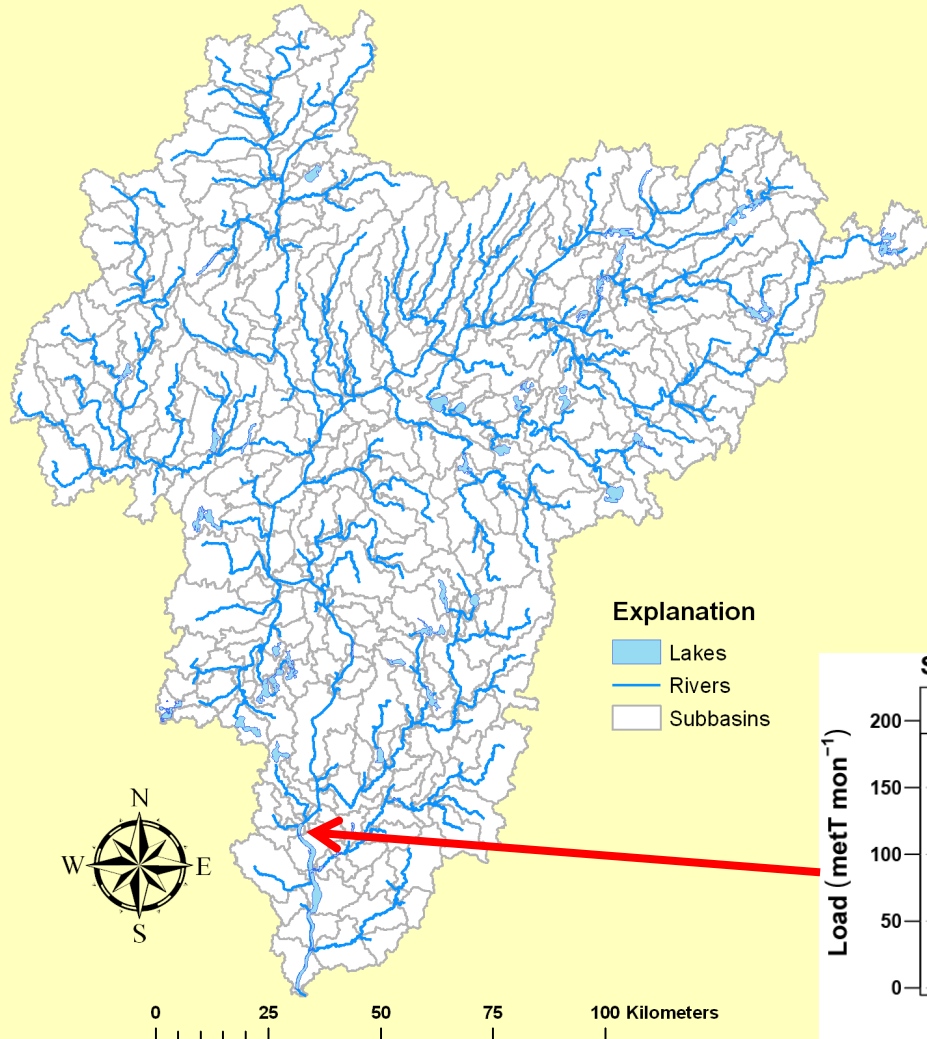 Explanation
Lakes
Rivers
Subbasins
N
W E
S
0 25 50 75 100 Kilometers
S
Load (metT mon⁻¹)
200
150
100
50
0